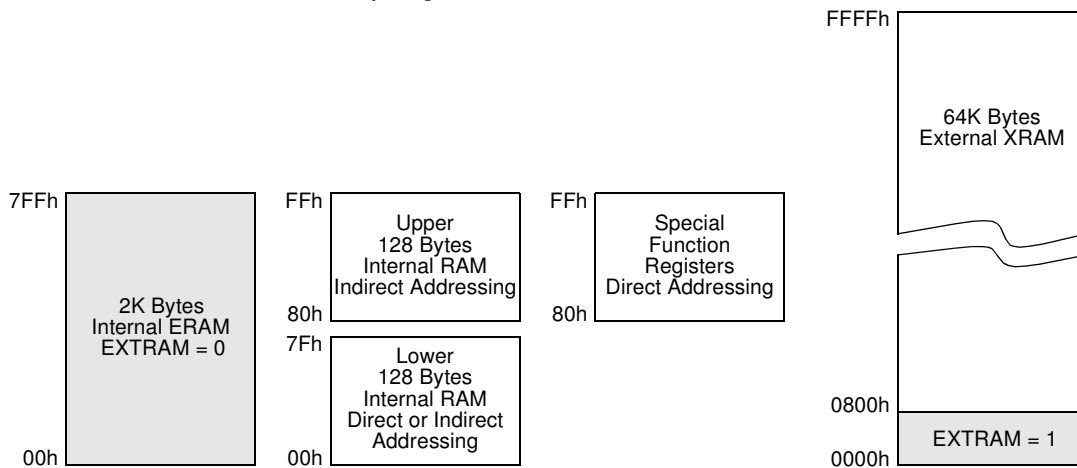 7FFh
2K Bytes
Internal ERAM
EXTRAM = 0
00h
FFh
Upper
128 Bytes
Internal RAM
Indirect Addressing
80h
7Fh
Lower
128 Bytes
Internal RAM
Direct or Indirect
Addressing
00h
FFh
Special
Function
Registers
Direct Addressing
80h
FFFFh
64K Bytes
External XRAM
0800h
EXTRAM = 1
0000h